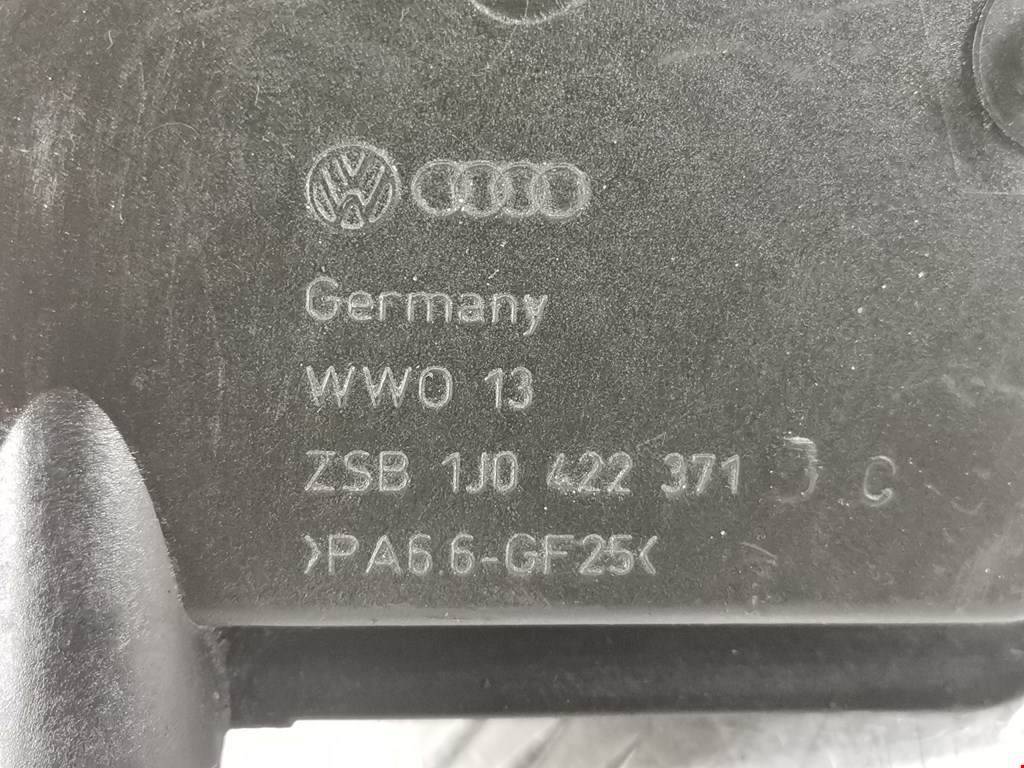 Germany
WWO 13
ZSB 1J0 422 371 J C
>PA6.6-GF25<